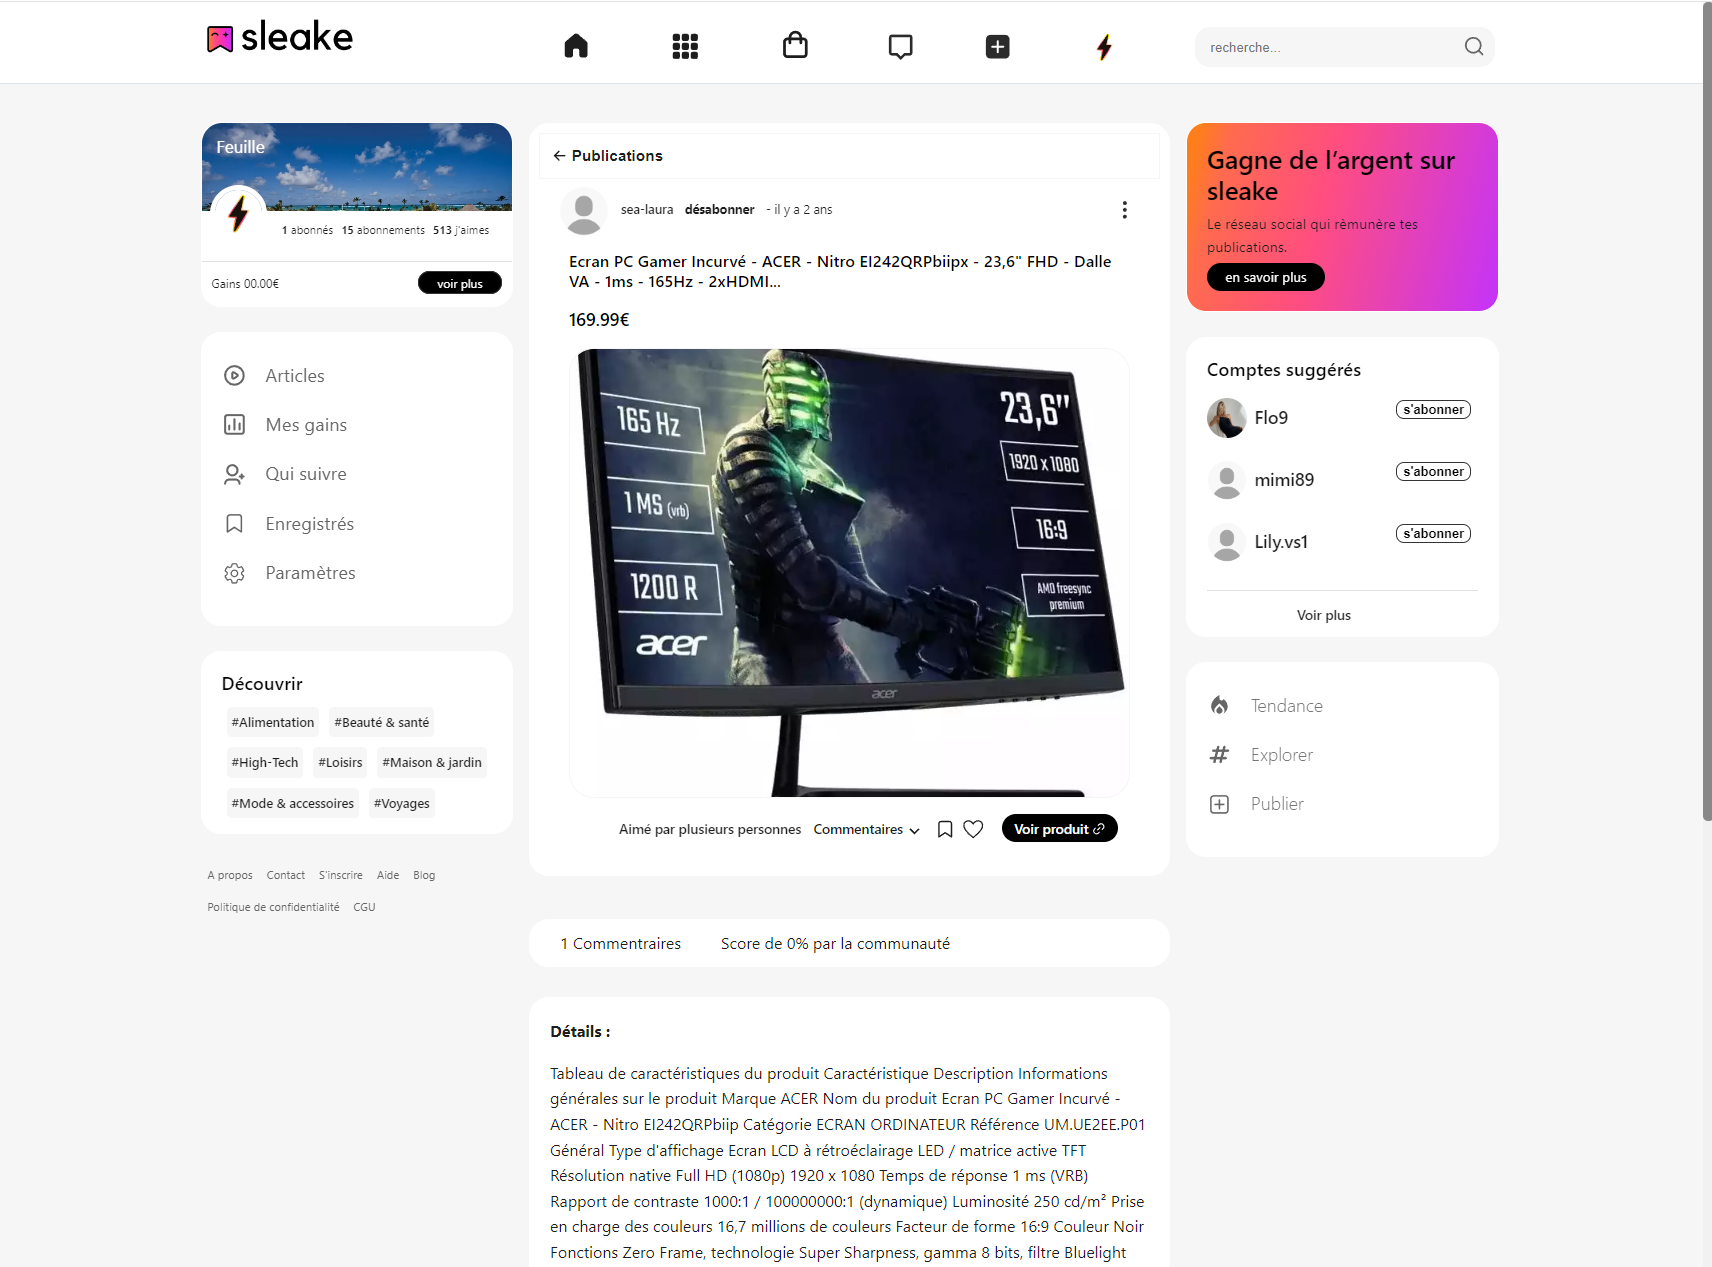 sleake
recherche...
Feuille
1 abonnés 15 abonnements 513 j'aimes
Gains 00.00€ voir plus
Articles
Mes gains
Qui suivre
Enregistrés
Paramètres
Découvrir
#Alimentation #Beauté & santé
#High-Tech #Loisirs #Maison & jardin
#Mode & accessoires #Voyages
A propos Contact S'inscrire Aide Blog
Politique de confidentialité CGU
← Publications
sea-laura désabonner - il y a 2 ans
Ecran PC Gamer Incurvé - ACER - Nitro EI242QRPbiipx - 23,6" FHD - Dalle
VA - 1ms - 165Hz - 2xHDMI...
169.99€
165 Hz
1 MS (vrb)
1200 R
acer
23,6"
1920 x 1080
16:9
AMD freesync
premium
acer
Aimé par plusieurs personnes Commentaires Voir produit
1 Commentraires Score de 0% par la communauté
Détails :
Tableau de caractéristiques du produit Caractéristique Description Informations
générales sur le produit Marque ACER Nom du produit Ecran PC Gamer Incurvé -
ACER - Nitro EI242QRPbiip Catégorie ECRAN ORDINATEUR Référence UM.UE2EE.P01
Général Type d'affichage Ecran LCD à rétroéclairage LED / matrice active TFT
Résolution native Full HD (1080p) 1920 x 1080 Temps de réponse 1 ms (VRB)
Rapport de contraste 1000:1 / 100000000:1 (dynamique) Luminosité 250 cd/m² Prise
en charge des couleurs 16,7 millions de couleurs Facteur de forme 16:9 Couleur Noir
Fonctions Zero Frame, technologie Super Sharpness, gamma 8 bits, filtre Bluelight
Gagne de l'argent sur
sleake
Le réseau social qui rèmunère tes
publications.
en savoir plus
Comptes suggérés
Flo9 s'abonner
mimi89 s'abonner
Lily.vs1 s'abonner
Voir plus
Tendance
Explorer
Publier